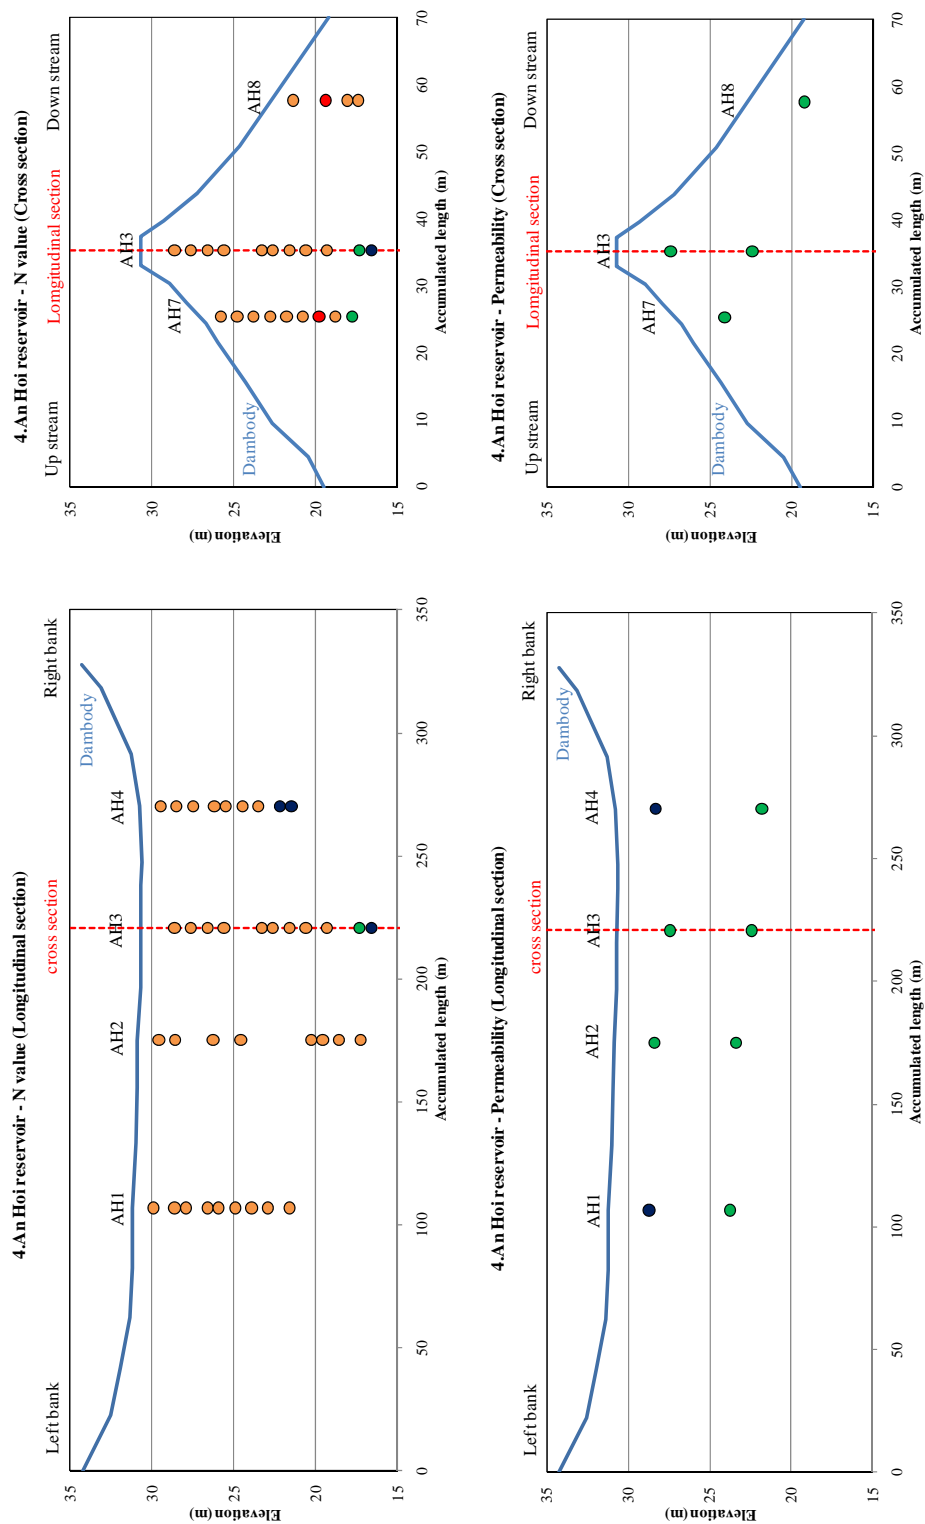 4.An Hoi reservoir - N value (Longitudinal section)
Left bank
cross section
Right bank
Dambody
AH1
AH2
AH3
AH4
Elevation(m)
35
30
25
20
15
0
50
100
150
200
250
300
350
Accumulated length (m)
4.An Hoi reservoir - N value (Cross section)
Up stream
Lomgitudinal section
Down stream
Dambody
AH7
AH3
AH8
Elevation(m)
35
30
25
20
15
0
10
20
30
40
50
60
70
Accumulated length (m)
4.An Hoi reservoir - Permeability (Longitudinal section)
Left bank
cross section
Right bank
Dambody
AH1
AH2
AH3
AH4
Elevation(m)
35
30
25
20
15
0
50
100
150
200
250
300
350
Accumulated length (m)
4.An Hoi reservoir - Permeability (Cross section)
Up stream
Lomgitudinal section
Down stream
Dambody
AH7
AH3
AH8
Elevation(m)
35
30
25
20
15
0
10
20
30
40
50
60
70
Accumulated length (m)